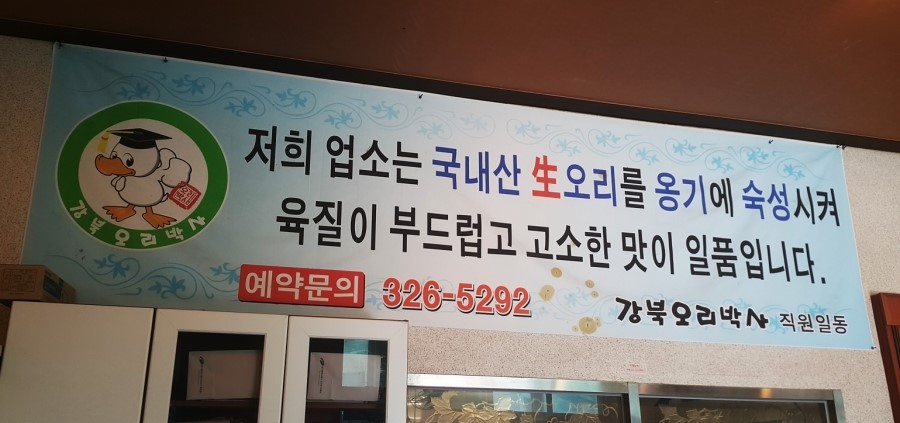 저희 업소는 국내산 生오리를 옹기에 숙성시켜
육질이 부드럽고 고소한 맛이 일품입니다.
예약문의 326-5292
강북오리박사 직원일동
강북오리박사